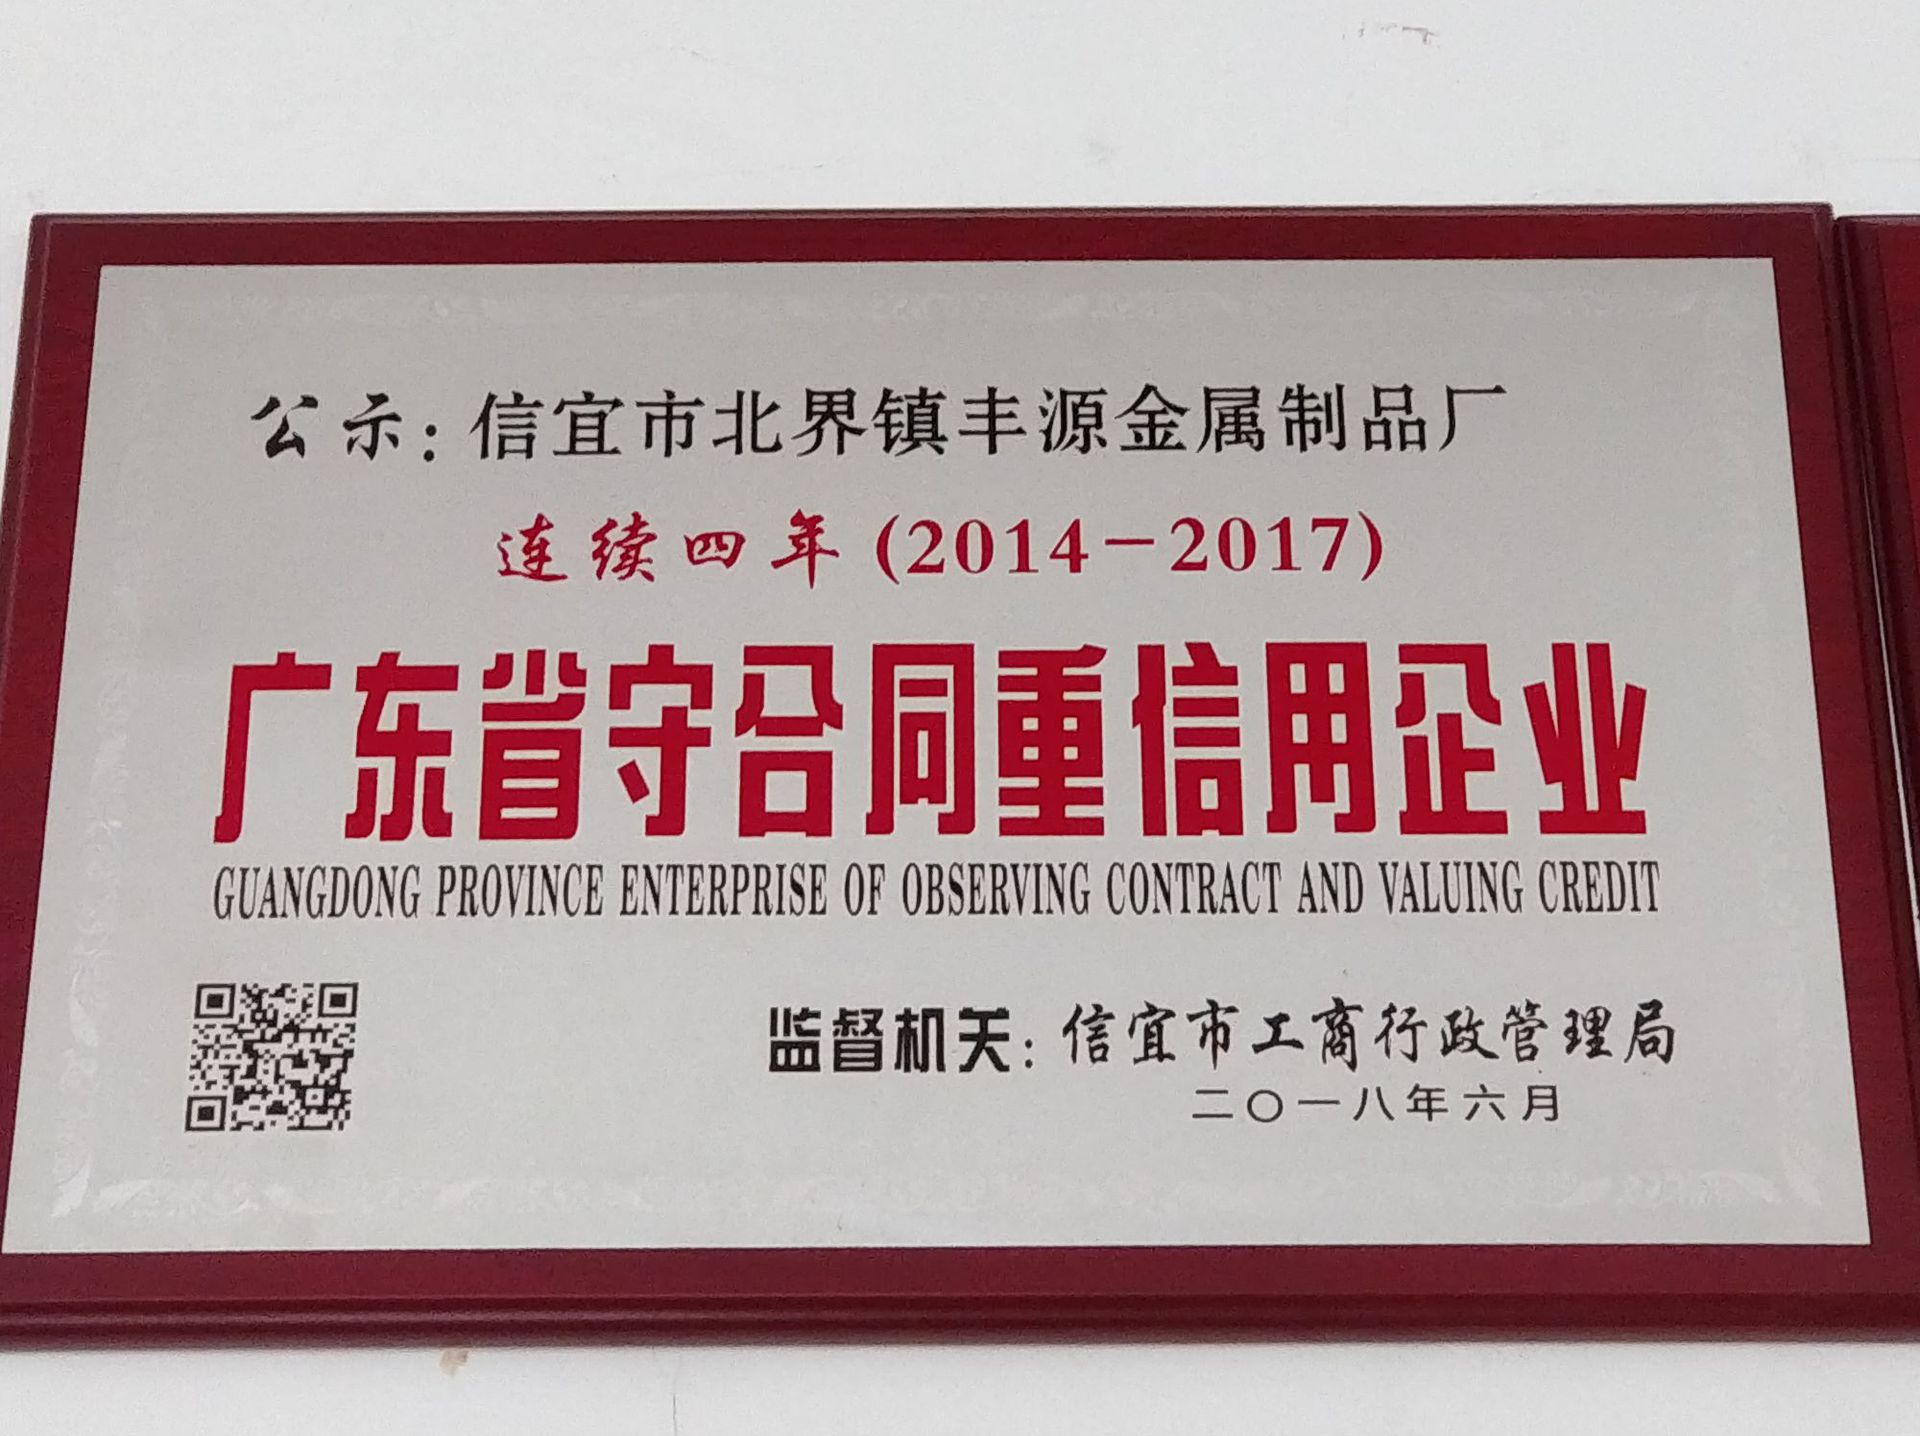 公示：信宜市北界镇丰源金属制品厂
连续四年(2014－2017)
广东省守合同重信用企业
GUANGDONG PROVINCE ENTERPRISE OF OBSERVING CONTRACT AND VALUING CREDIT
监督机关：信宜市工商行政管理局
二〇一八年六月